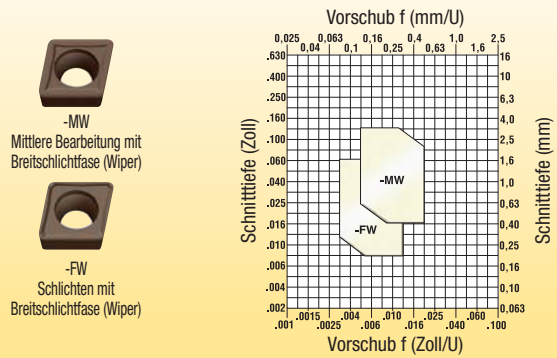 -MW
Mittlere Bearbeitung mit
Breitschlichtfase (Wiper)
-FW
Schlichten mit
Breitschlichtfase (Wiper)
Vorschub f (mm/U)
0,025 0,063 0,16 0,4 1,0 2,5
0,04 0,1 0,25 0,63 1,6
Schnitttiefe (Zoll)
.630
.400
.250
.160
.100
.060
.040
.025
.016
.010
.006
.004
.002
-MW
-FW
16
10
6,3
4,0
2,5
1,6
1,0
0,63
0,40
0,25
0,16
0,10
0,063
Schnitttiefe (mm)
.0015 .004 .010 .025 .060
.001 .0025 .006 .016 .040 .100
Vorschub f (Zoll/U)